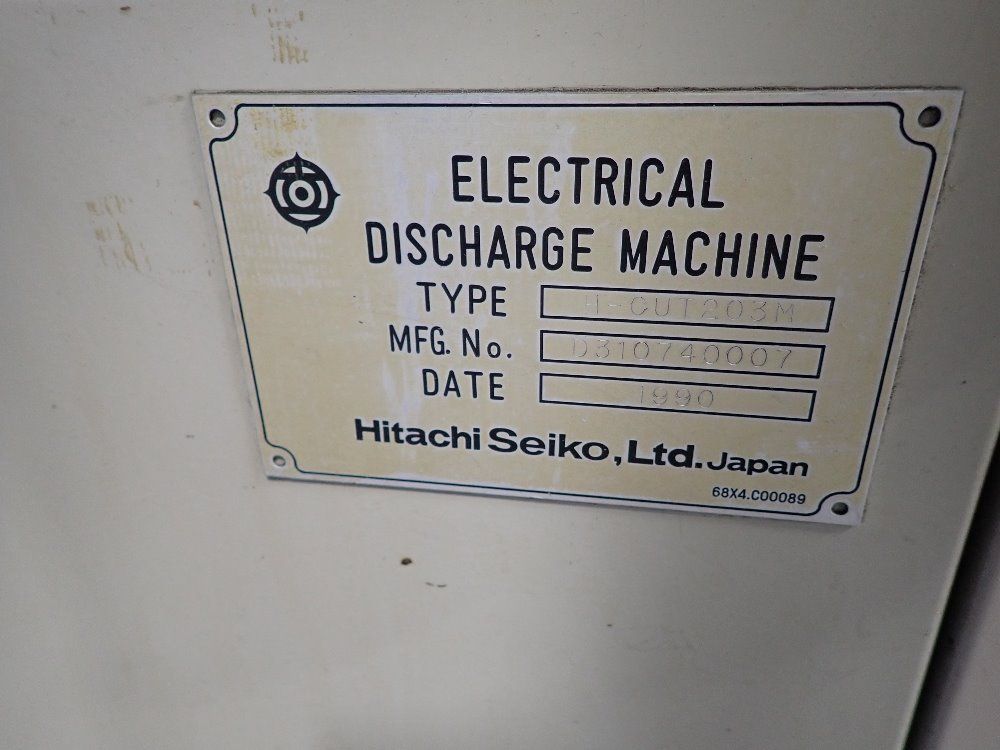 ELECTRICAL
DISCHARGE MACHINE
TYPE H-CUT203M
MFG. No. D310740007
DATE 1990
Hitachi Seiko, Ltd. Japan
68X4.C00089